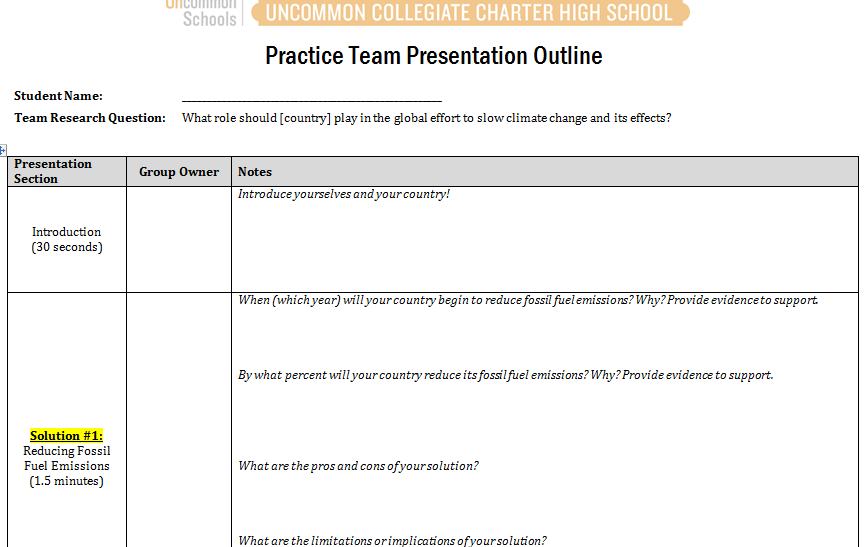 Uncommon
Schools
UNCOMMON COLLEGIATE CHARTER HIGH SCHOOL
Practice Team Presentation Outline
Student Name:
Team Research Question: What role should [country] play in the global effort to slow climate change and its effects?
Presentation
Section
Group Owner
Notes
Introduction
(30 seconds)
Introduce yourselves and your country!
Solution #1:
Reducing Fossil
Fuel Emissions
(1.5 minutes)
When (which year) will your country begin to reduce fossil fuel emissions? Why? Provide evidence to support.
By what percent will your country reduce its fossil fuel emissions? Why? Provide evidence to support.
What are the pros and cons of your solution?
What are the limitations or implications of your solution?